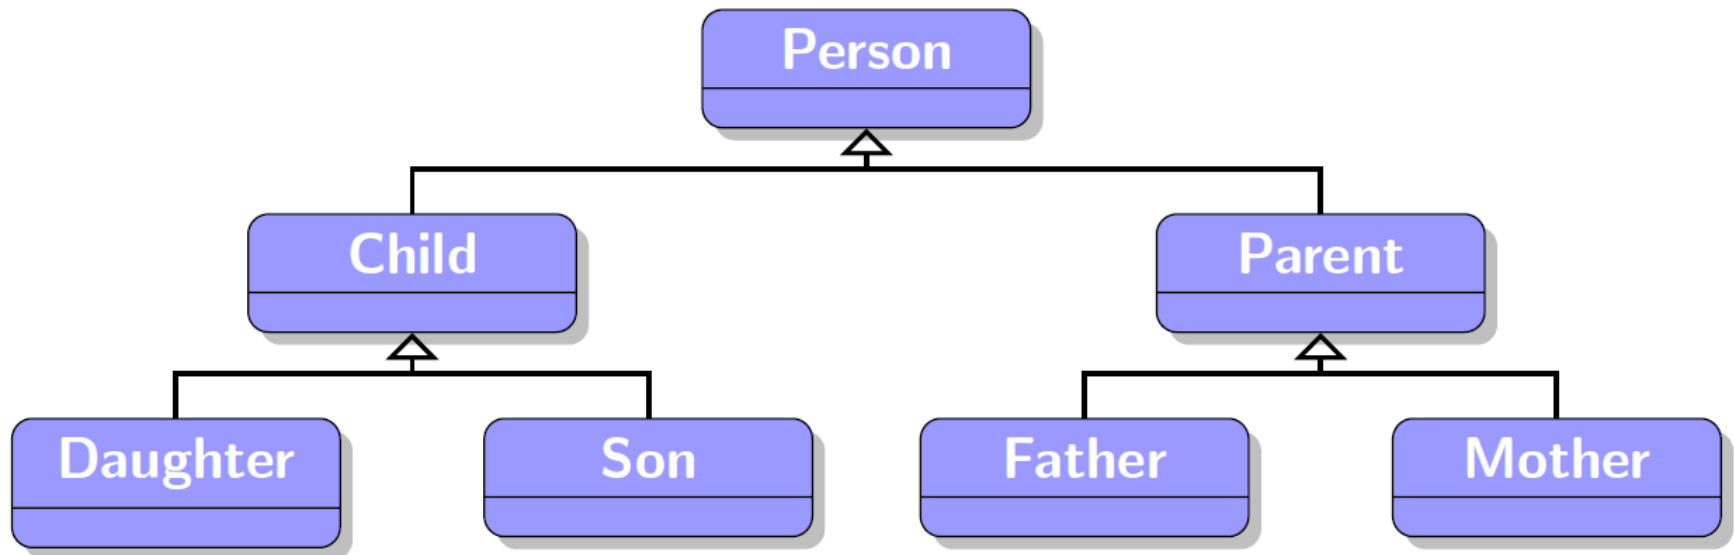 Person
Child
Parent
Daughter
Son
Father
Mother